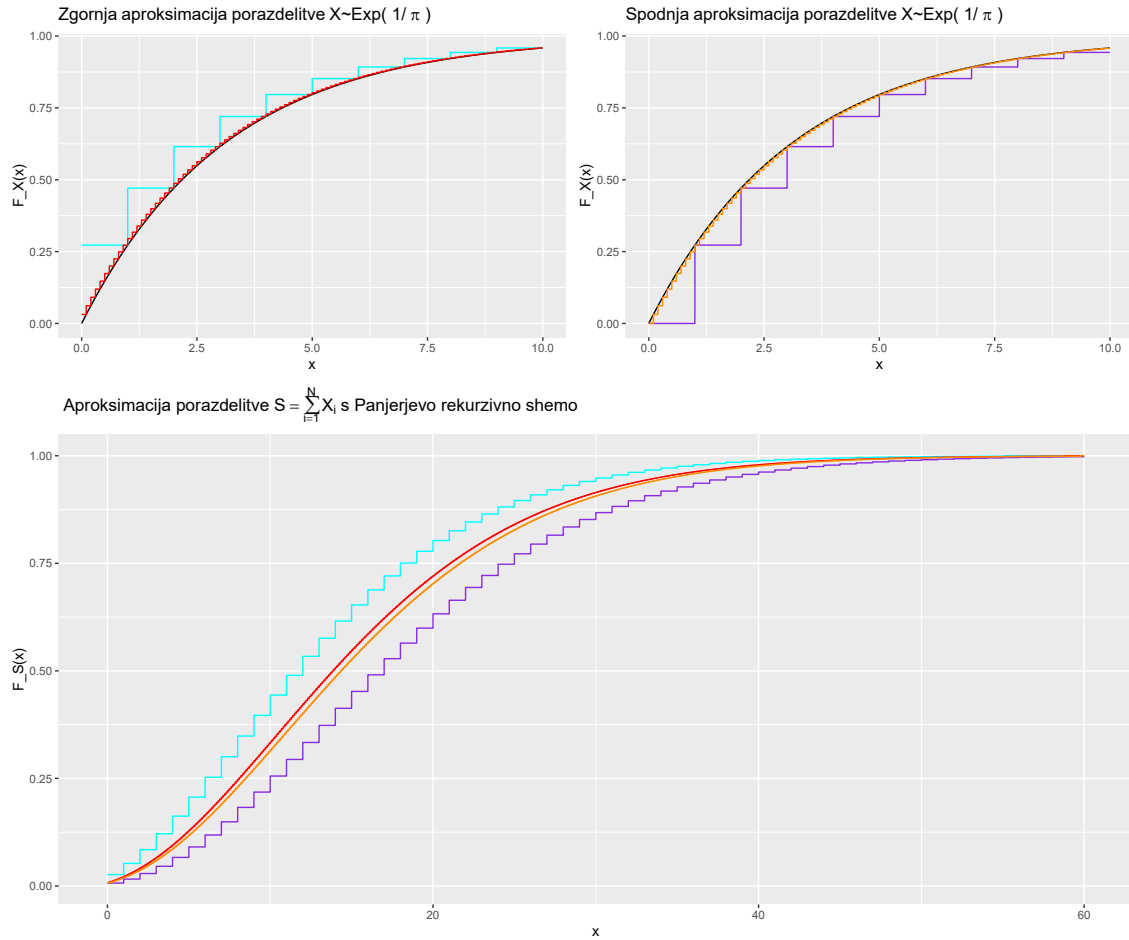 Zgornja aproksimacija porazdelitve X~Exp( 1/ π )
1.00
0.75
0.50
0.25
0.00
F_X(x)
0.0 2.5 5.0 7.5 10.0
x
Spodnja aproksimacija porazdelitve X~Exp( 1/ π )
1.00
0.75
0.50
0.25
0.00
F_X(x)
0.0 2.5 5.0 7.5 10.0
x
Aproksimacija porazdelitve S = ∑_{i=1}^{N} X_i s Panjerjevo rekurzivno shemo
1.00
0.75
0.50
0.25
0.00
F_S(x)
0 20 40 60
x